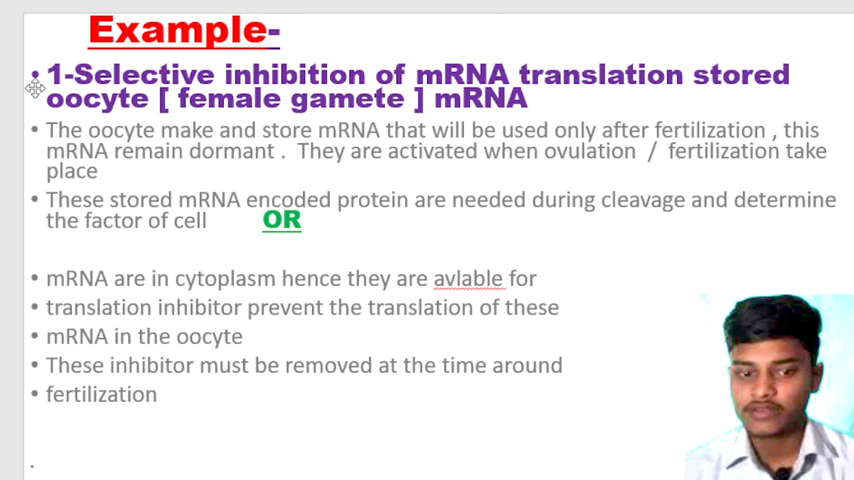 Example-
• 1-Selective inhibition of mRNA translation stored
oocyte [ female gamete ] mRNA
• The oocyte make and store mRNA that will be used only after fertilization , this
mRNA remain dormant . They are activated when ovulation / fertilization take
place
• These stored mRNA encoded protein are needed during cleavage and determine
the factor of cell OR
• mRNA are in cytoplasm hence they are avlable for
• translation inhibitor prevent the translation of these
• mRNA in the oocyte
• These inhibitor must be removed at the time around
• fertilization
.